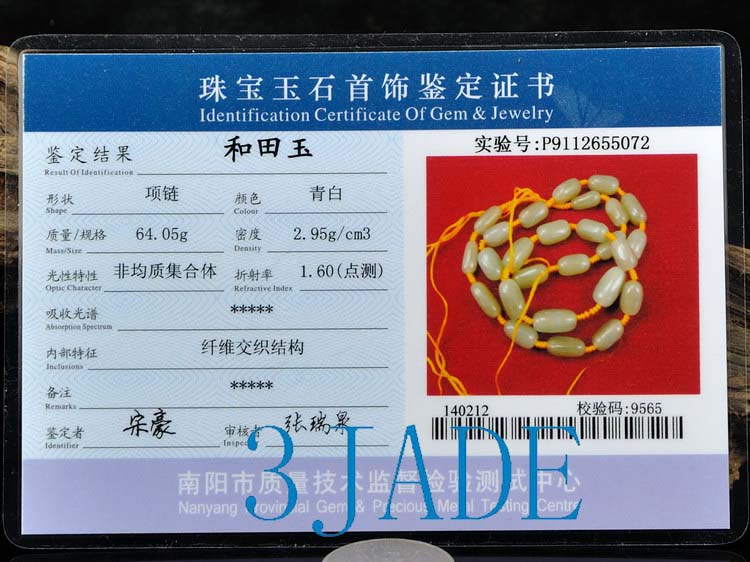 珠宝玉石首饰鉴定证书
Identification Certificate Of Gem & Jewelry
鉴定结果 和田玉
Result Of Identification
形状 项链 颜色 青白
Shape Colour
质量/规格 64.05g 密度 2.95g/cm3
Mass/Size Density
光性特性 非均质集合体 折射率 1.60(点测)
Optic Character Refractive Index
吸收光谱 *****
Absorption Spectrum
内部特征 纤维交织结构
Inclusions
备注 *****
Remarks
鉴定者 宋豪 审核者 张瑞泉
Identifier
实验号:P9112655072
140212 校验码:9565
3 JADE
南阳市质量技术监督检验测试中心
Nanyang Provincial Gem & Precious Metal Testing Centre